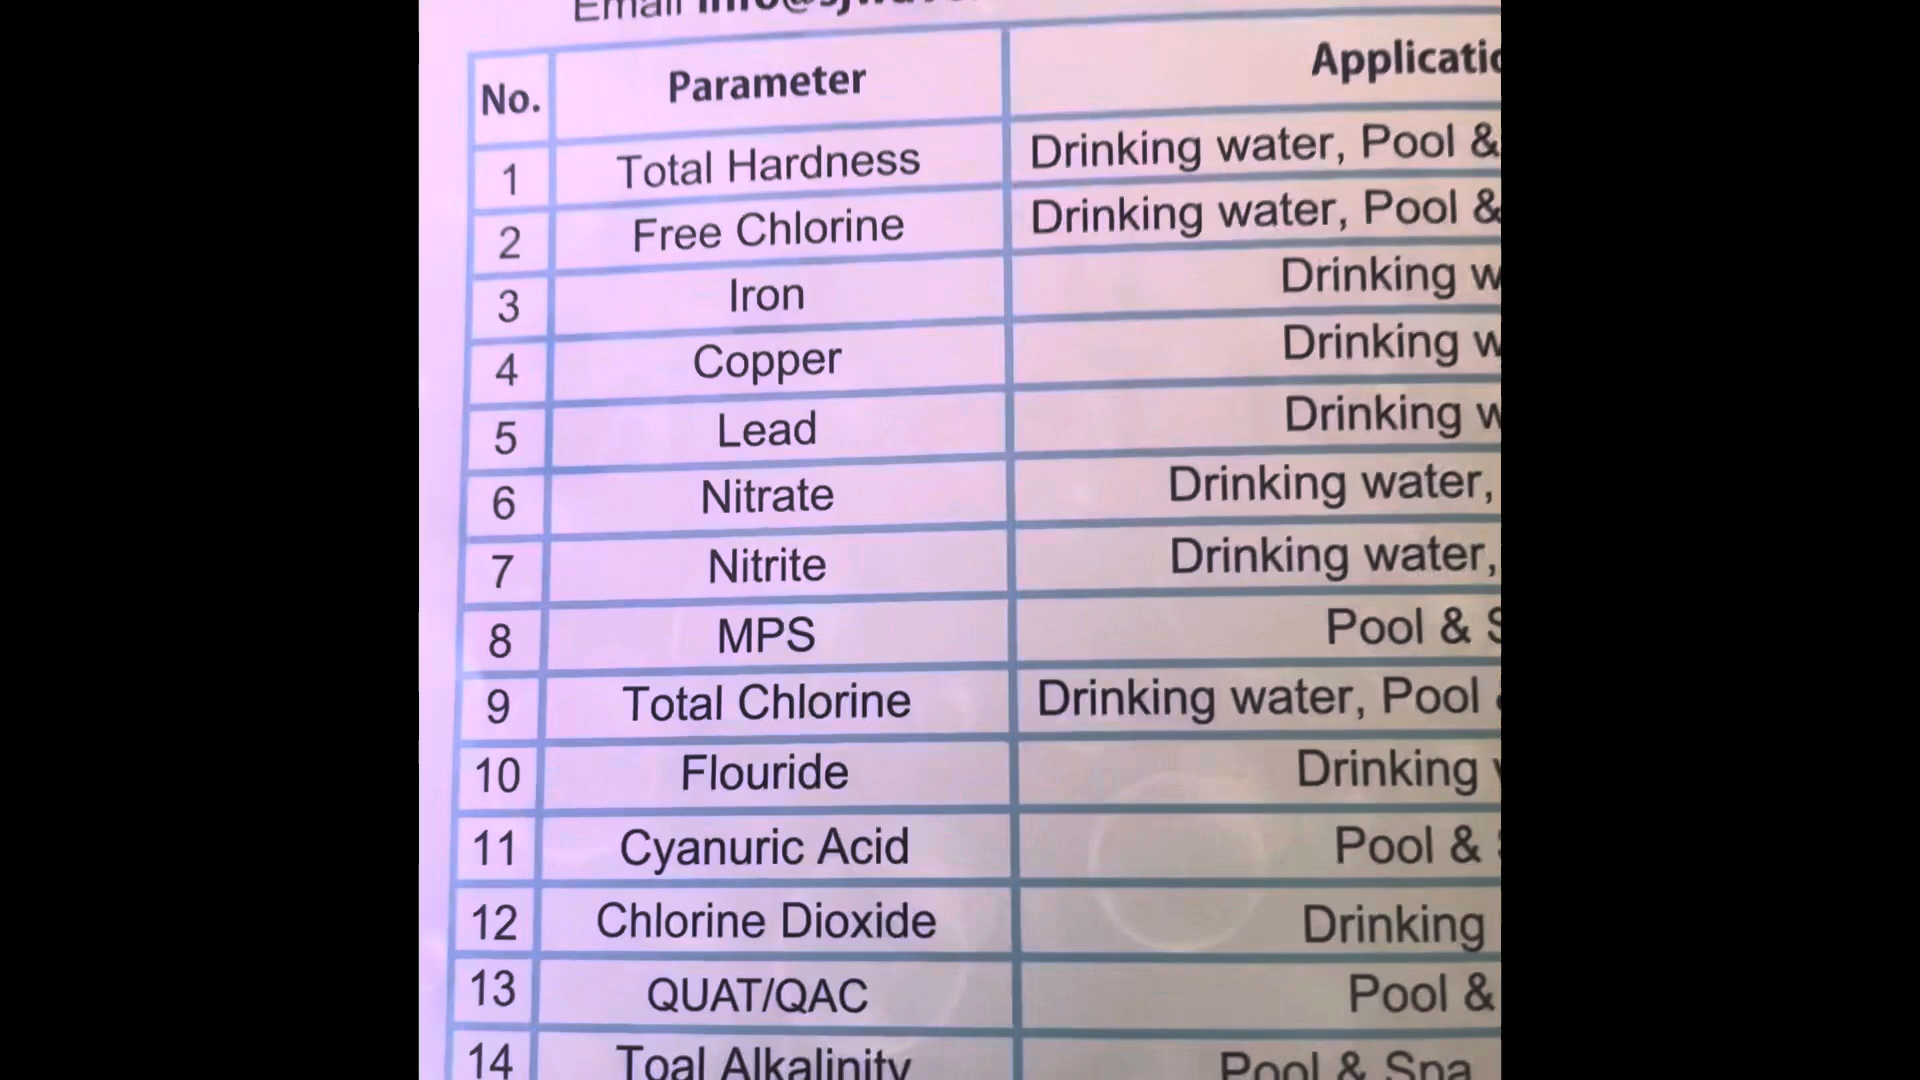 Email
No. Parameter
1 Total Hardness Drinking water, Pool &
2 Free Chlorine Drinking water, Pool &
3 Iron Drinking
4 Copper Drinking
5 Lead Drinking
6 Nitrate Drinking water,
7 Nitrite Drinking water,
8 MPS Pool &
9 Total Chlorine Drinking water, Pool
10 Flouride Drinking
11 Cyanuric Acid Pool &
12 Chlorine Dioxide Drinking
13 QUAT/QAC Pool &
14 Toal Alkalinity Pool & Spa